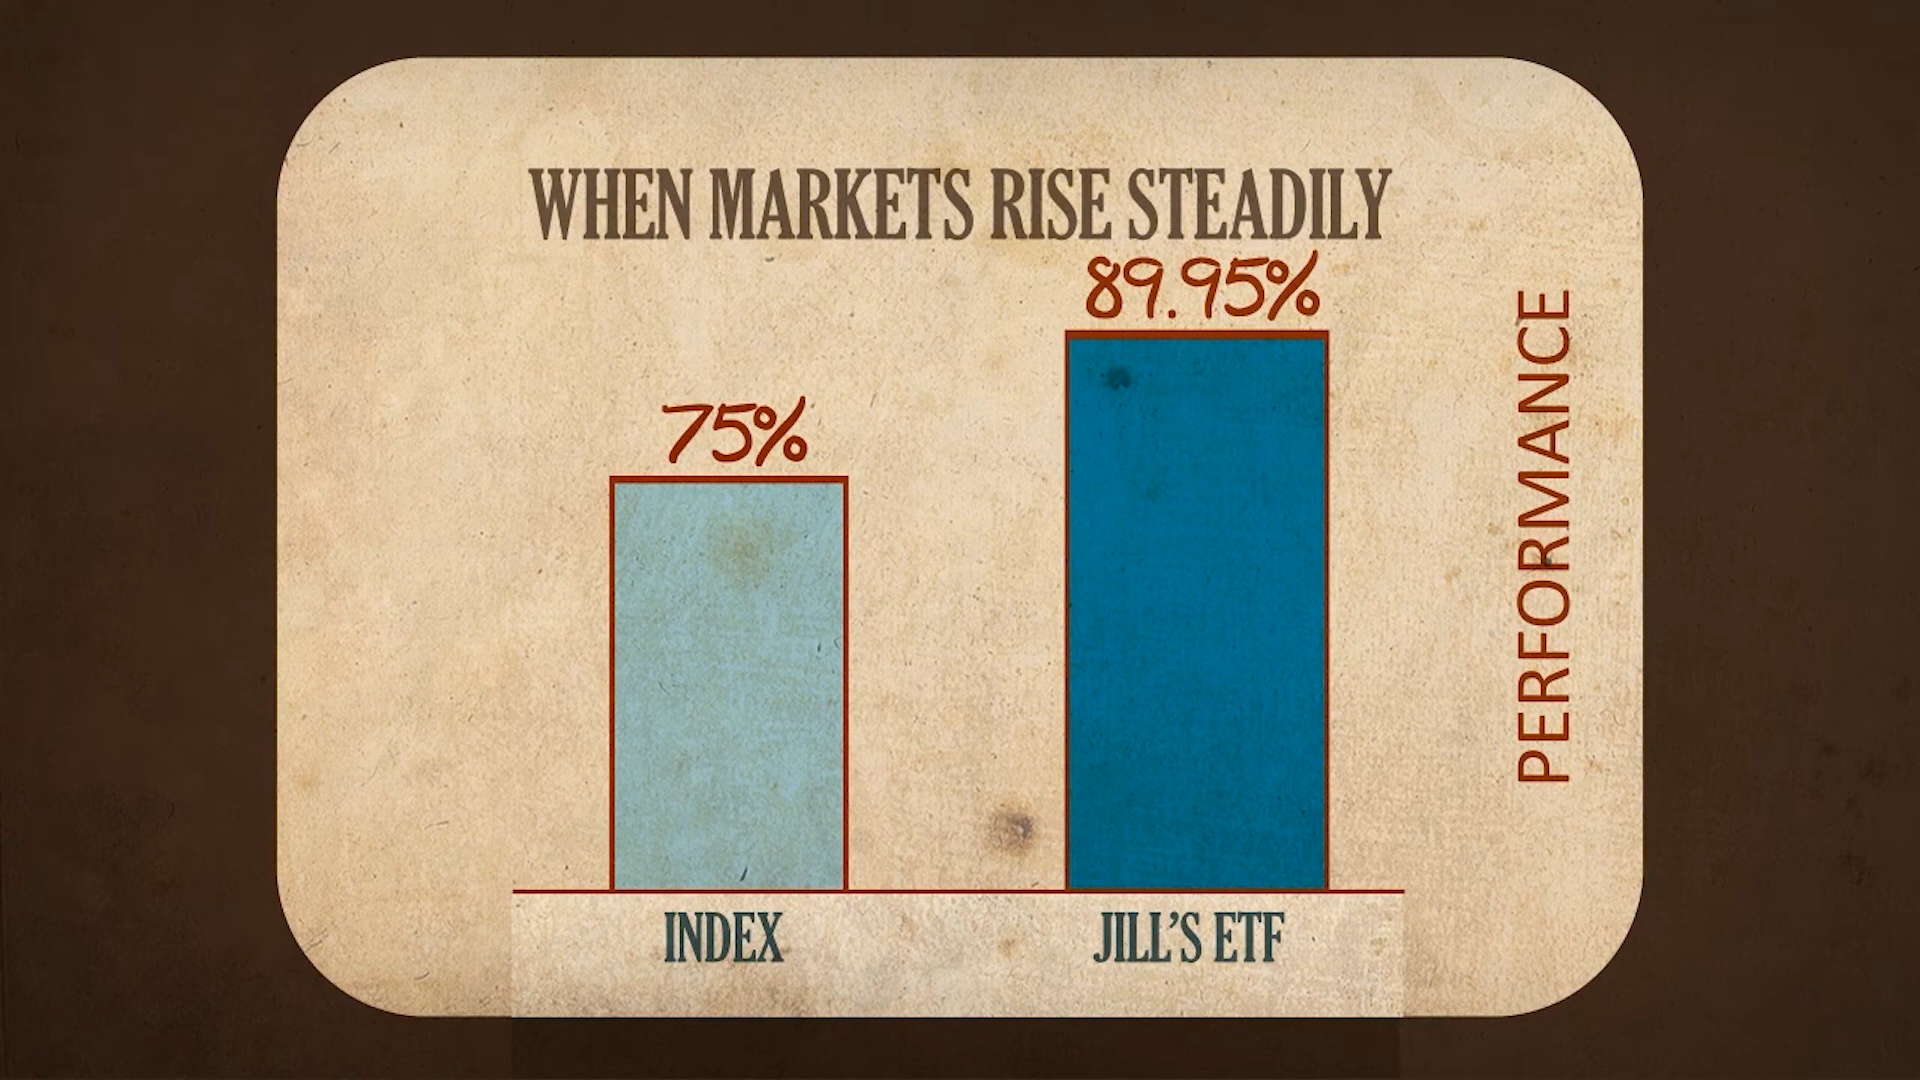 WHEN MARKETS RISE STEADILY
89.95%
75%
PERFORMANCE
INDEX
JILL'S ETF